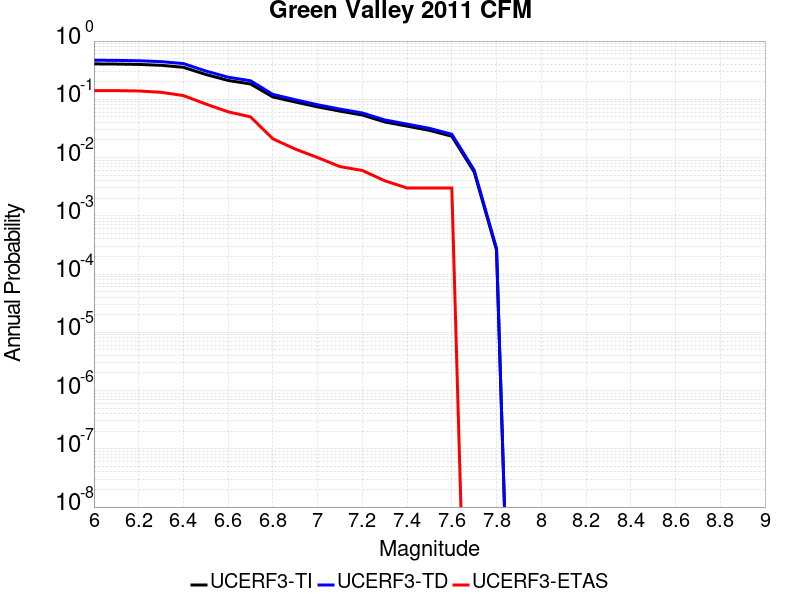 Green Valley 2011 CFM
Annual Probability
10^0
10^-1
10^-2
10^-3
10^-4
10^-5
10^-6
10^-7
10^-8
6 6.2 6.4 6.6 6.8 7 7.2 7.4 7.6 7.8 8 8.2 8.4 8.6 8.8 9
Magnitude
UCERF3-TI UCERF3-TD UCERF3-ETAS